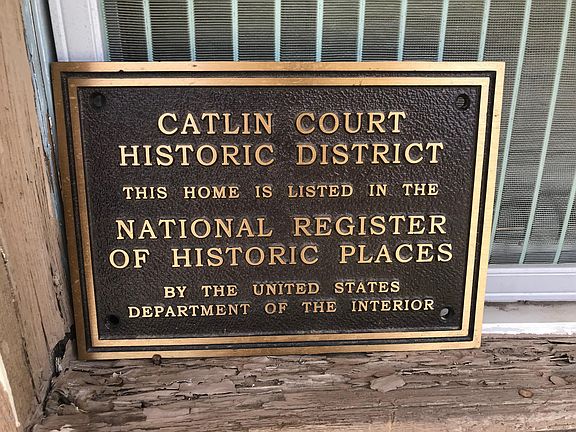 CATLIN COURT
HISTORIC DISTRICT
THIS HOME IS LISTED IN THE
NATIONAL REGISTER
OF HISTORIC PLACES
BY THE UNITED STATES
DEPARTMENT OF THE INTERIOR